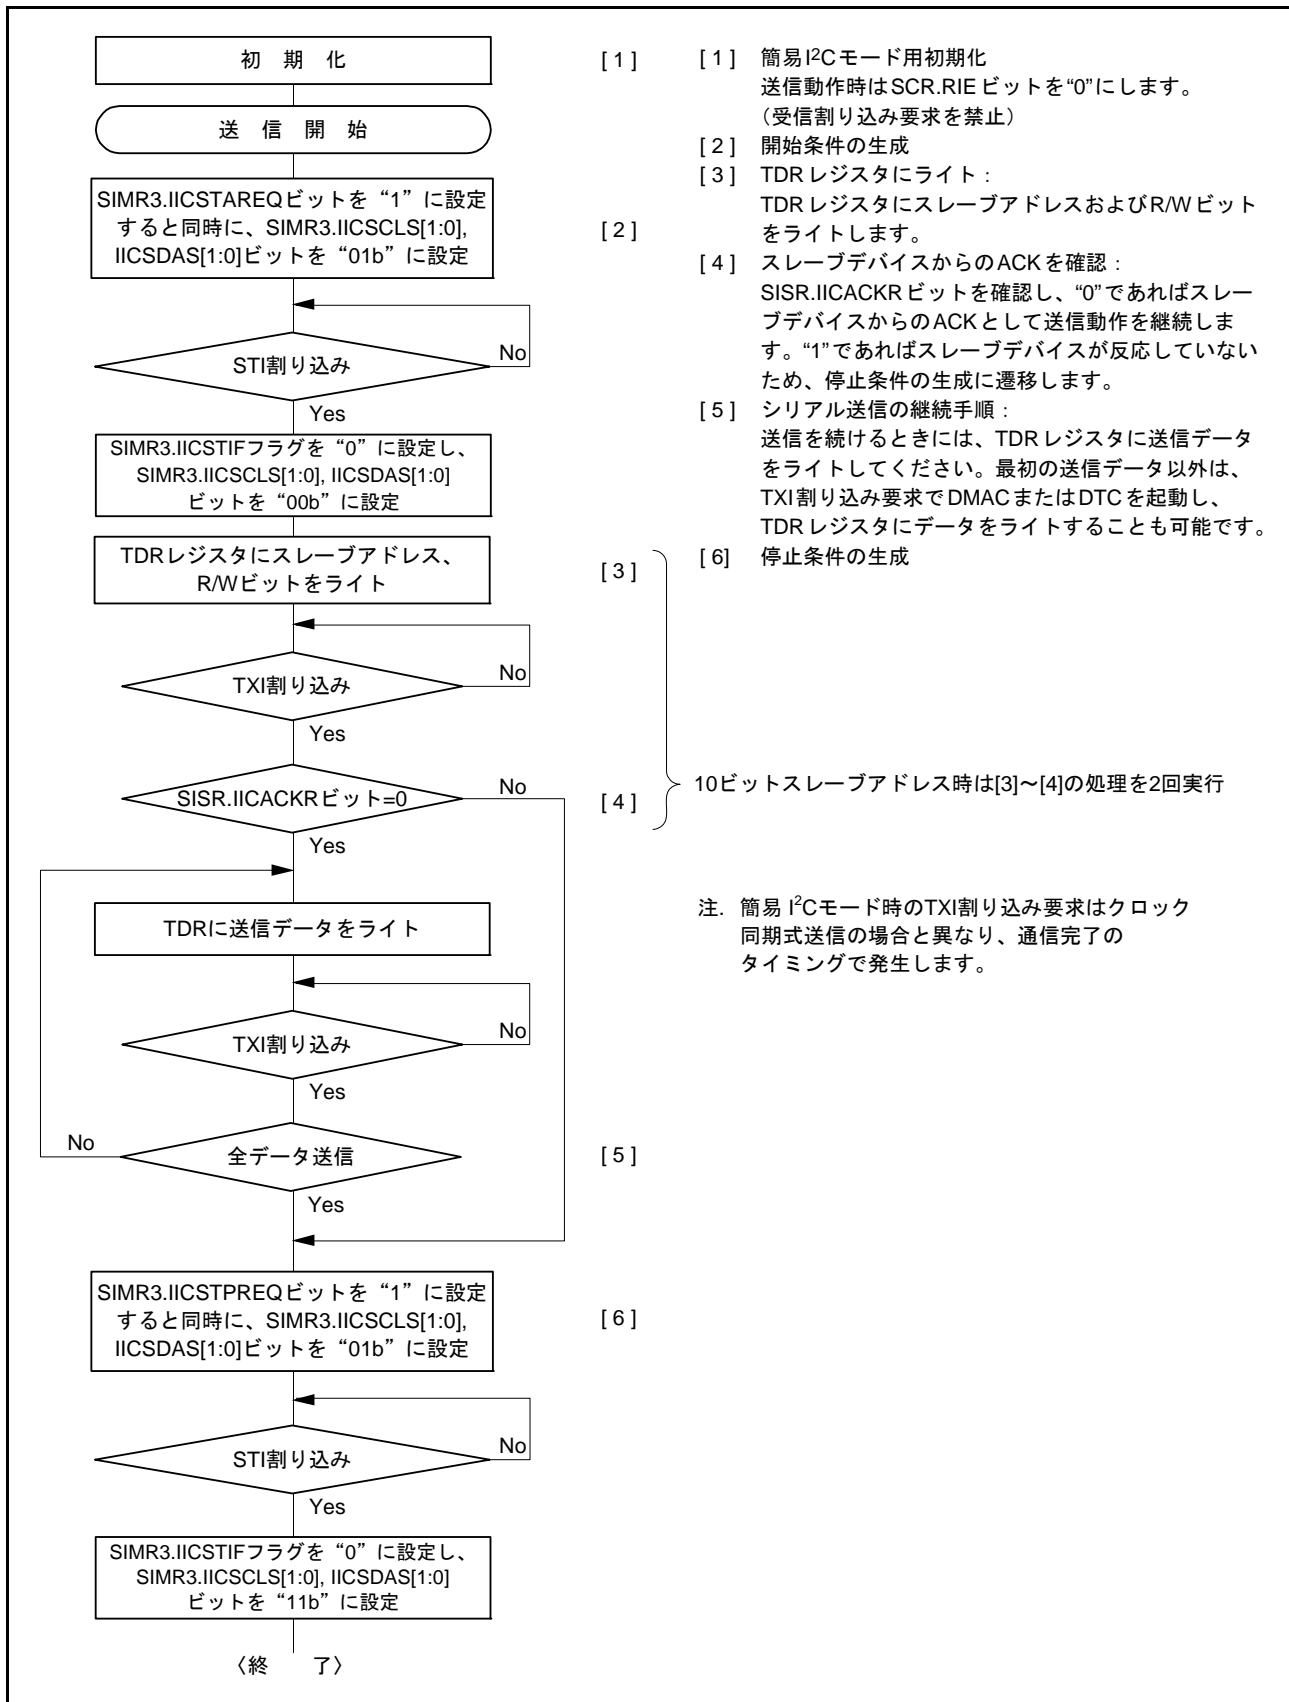 初 期 化
[ 1 ]
送 信 開 始
SIMR3.IICSTAREQビットを“1”に設定
すると同時に、SIMR3.IICSCLS[1:0],
IICSDAS[1:0]ビットを“01b”に設定
[ 2 ]
STI割り込み
No
Yes
SIMR3.IICSTIFフラグを“0”に設定し、
SIMR3.IICSCLS[1:0], IICSDAS[1:0]
ビットを“00b”に設定
TDRレジスタにスレーブアドレス、
R/Wビットをライト
[ 3 ]
TXI割り込み
No
Yes
SISR.IICACKRビット=0
No
[ 4 ]
Yes
10ビットスレーブアドレス時は[3]～[4]の処理を2回実行
TDRに送信データをライト
TXI割り込み
No
Yes
全データ送信
No
[ 5 ]
Yes
SIMR3.IICSTPREQビットを“1”に設定
すると同時に、SIMR3.IICSCLS[1:0],
IICSDAS[1:0]ビットを“01b”に設定
[ 6 ]
STI割り込み
No
Yes
SIMR3.IICSTIFフラグを“0”に設定し、
SIMR3.IICSCLS[1:0], IICSDAS[1:0]
ビットを“11b”に設定
〈終 了〉
[ 1 ] 簡易I2Cモード用初期化
送信動作時はSCR.RIEビットを“0”にします。
（受信割り込み要求を禁止）
[ 2 ] 開始条件の生成
[ 3 ] TDRレジスタにライト：
TDRレジスタにスレーブアドレスおよびR/Wビット
をライトします。
[ 4 ] スレーブデバイスからのACKを確認：
SISR.IICACKRビットを確認し、“0”であればスレー
ブデバイスからのACKとして送信動作を継続しま
す。“1”であればスレーブデバイスが反応していない
ため、停止条件の生成に遷移します。
[ 5 ] シリアル送信の継続手順：
送信を続けるときには、TDRレジスタに送信データ
をライトしてください。最初の送信データ以外は、
TXI割り込み要求でDMACまたはDTCを起動し、
TDRレジスタにデータをライトすることも可能です。
[ 6] 停止条件の生成
注. 簡易 I2Cモード時のTXI割り込み要求はクロック
同期式送信の場合と異なり、通信完了の
タイミングで発生します。